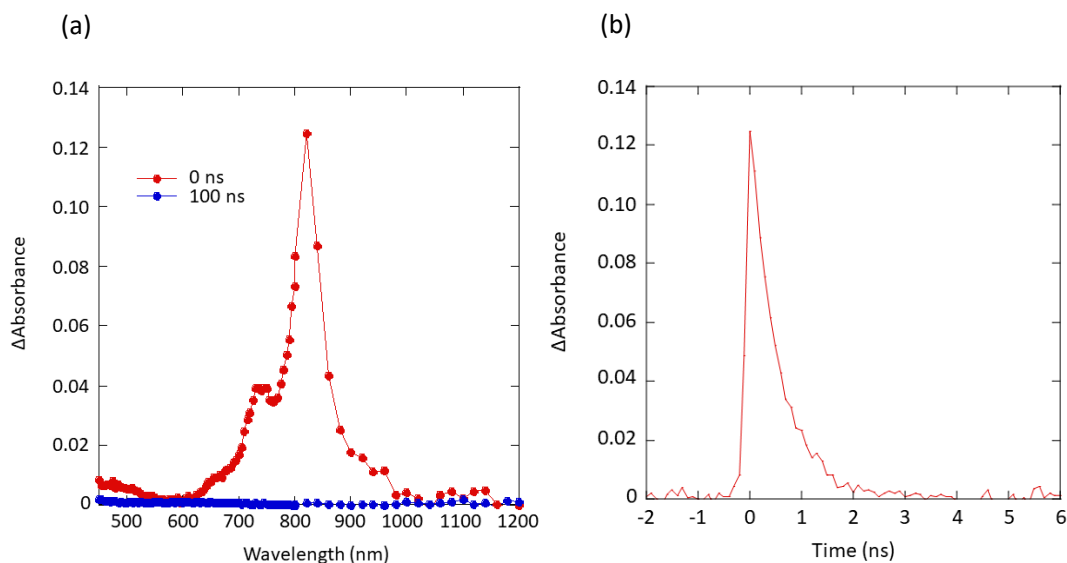 (a)
ΔAbsorbance
0.14
0.12
0.10
0.08
0.06
0.04
0.02
0
0 ns
100 ns
500 600 700 800 900 1000 1100 1200
Wavelength (nm)
(b)
ΔAbsorbance
0.14
0.12
0.10
0.08
0.06
0.04
0.02
0
-2 -1 0 1 2 3 4 5 6
Time (ns)